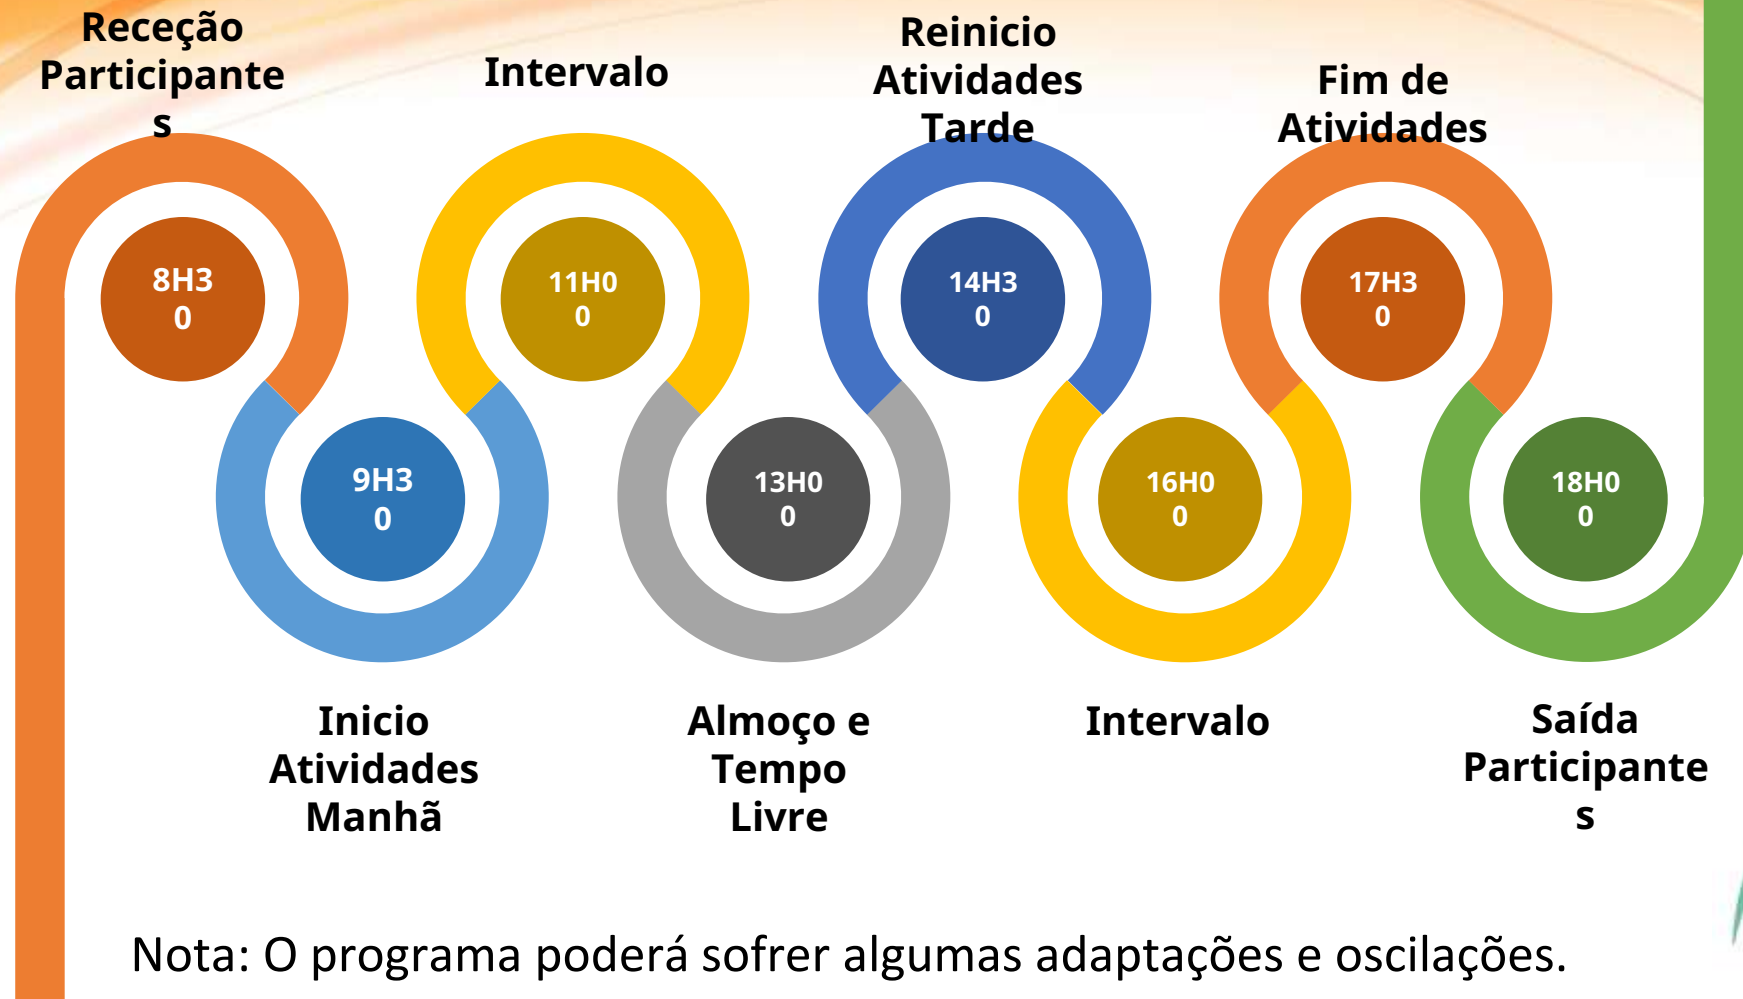 Receção
Participante
s
8H3
0
Inicio
Atividades
Manhã
9H3
0
Intervalo
11H0
0
Almoço e
Tempo
Livre
13H0
0
Reinicio
Atividades
Tarde
14H3
0
Intervalo
16H0
0
Fim de
Atividades
17H3
0
Saída
Participante
s
18H0
0
Nota: O programa poderá sofrer algumas adaptações e oscilações.